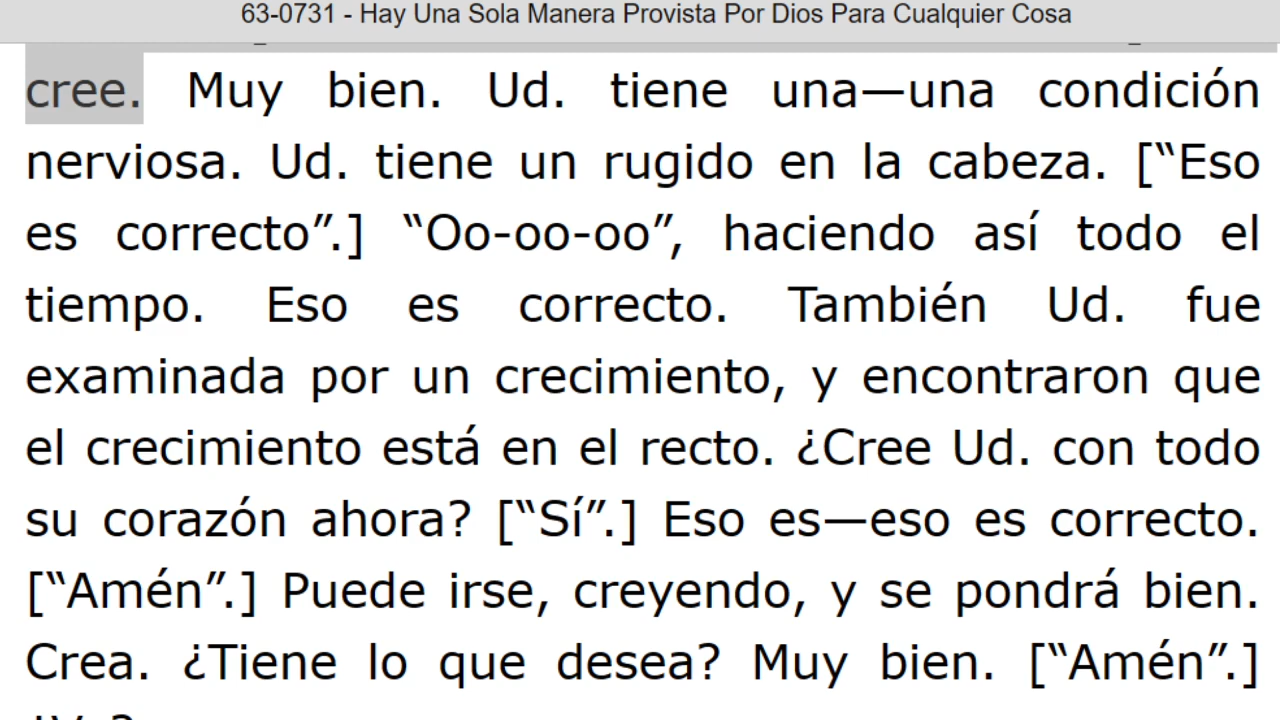 63-0731 - Hay Una Sola Manera Provista Por Dios Para Cualquier Cosa
cree. Muy bien. Ud. tiene una—una condición
nerviosa. Ud. tiene un rugido en la cabeza. [“Eso
es correcto”.] “Oo-oo-oo”, haciendo así todo el
tiempo. Eso es correcto. También Ud. fue
examinada por un crecimiento, y encontraron que
el crecimiento está en el recto. ¿Cree Ud. con todo
su corazón ahora? [“Sí”.] Eso es—eso es correcto.
[“Amén”.] Puede irse, creyendo, y se pondrá bien.
Crea. ¿Tiene lo que desea? Muy bien. [“Amén”.]